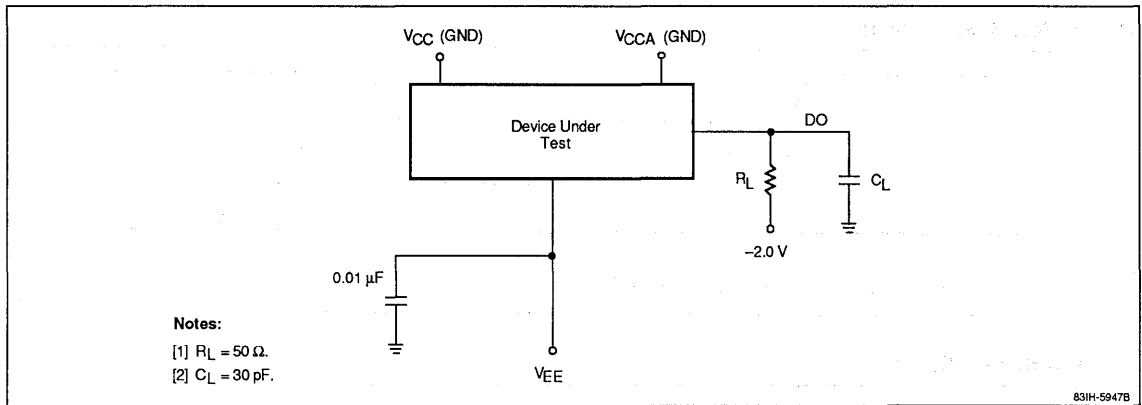 VCC (GND)
VCCA (GND)
Device Under
Test
DO
RL
CL
–2.0 V
0.01 µF
VEE
Notes:
[1] RL = 50 Ω.
[2] CL = 30 pF.
83IH-5947B